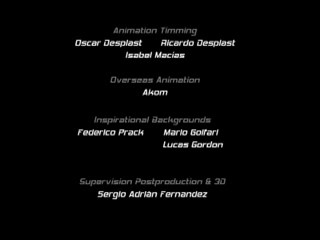 Animation Timming
Oscar Desplast Ricardo Desplast
Isabel Macias
Overseas Animation
Akom
Inspirational Backgrounds
Federico Prack Mario Golfari
Lucas Gordon
Supervision Postproduction & 3D
Sergio Adrián Fernandez